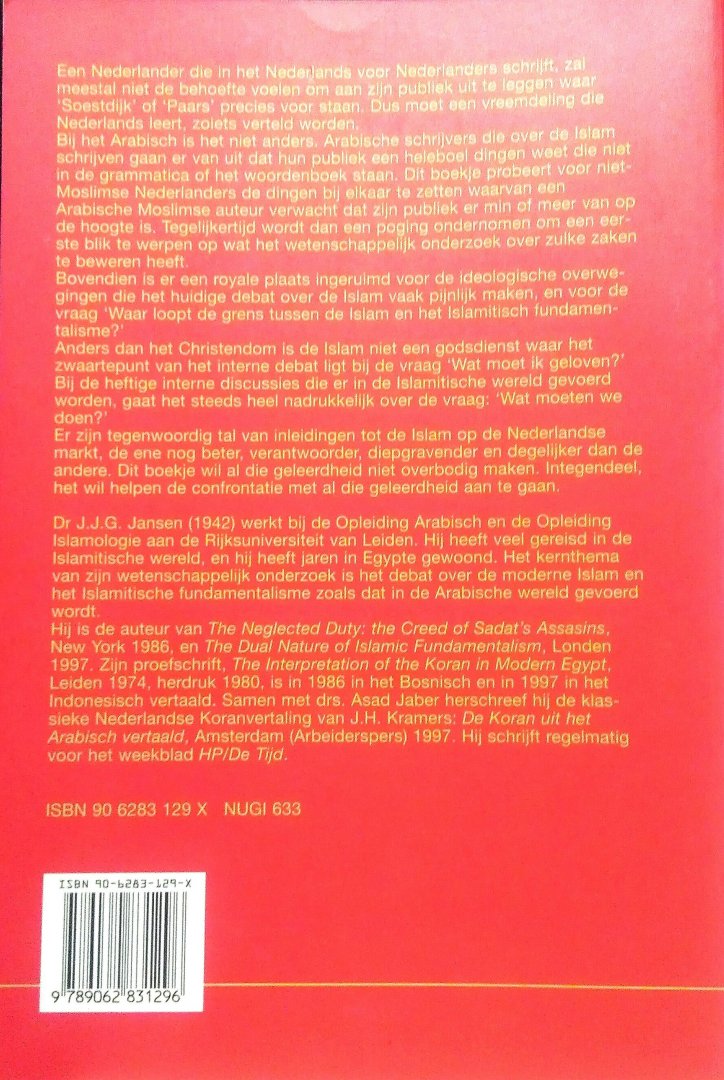 Een Nederlander die in het Nederlands voor Nederlanders schrijft, zal
meestal niet de behoefte voelen om aan zijn publiek uit te leggen waar
'Soestdijk' of 'Paars' precies voor staan. Dus moet een vreemdeling die
Nederlands leert, zoiets verteld worden.
Bij het Arabisch is het niet anders. Arabische schrijvers die over de Islam
schrijven gaan er van uit dat hun publiek een heleboel dingen weet die niet
in de grammatica of het woordenboek staan. Dit boekje probeert voor niet-
Moslimse Nederlanders de dingen bij elkaar te zetten waarvan een
Arabische Moslimse auteur verwacht dat zijn publiek er min of meer van op
de hoogte is. Tegelijkertijd wordt dan een poging ondernomen om een eer-
ste blik te werpen op wat het wetenschappelijk onderzoek over zulke zaken
te beweren heeft.
Bovendien is er een royale plaats ingeruimd voor de ideologische overwe-
gingen die het huidige debat over de Islam vaak pijnlijk maken, en voor de
vraag 'Waar loopt de grens tussen de Islam en het Islamitisch fundamen-
talisme?'
Anders dan het Christendom is de Islam niet een godsdienst waar het
zwaartepunt van het interne debat ligt bij de vraag 'Wat moet ik geloven?'
Bij de heftige interne discussies die er in de Islamitische wereld gevoerd
worden, gaat het steeds heel nadrukkelijk over de vraag: 'Wat moeten we
doen?'
Er zijn tegenwoordig tal van inleidingen tot de Islam op de Nederlandse
markt, de ene nog beter, verantwoorder, diepgravender en degelijker dan de
andere. Dit boekje wil al die geleerdheid niet overbodig maken. Integendeel,
het wil helpen de confrontatie met al die geleerdheid aan te gaan.
Dr J.J.G. Jansen (1942) werkt bij de Opleiding Arabisch en de Opleiding
Islamologie aan de Rijksuniversiteit van Leiden. Hij heeft veel gereisd in de
Islamitische wereld, en hij heeft jaren in Egypte gewoond. Het kernthema
van zijn wetenschappelijk onderzoek is het debat over de moderne Islam en
het Islamitische fundamentalisme zoals dat in de Arabische wereld gevoerd
wordt.
Hij is de auteur van The Neglected Duty: the Creed of Sadat's Assasins,
New York 1986, en The Dual Nature of Islamic Fundamentalism, Londen
1997. Zijn proefschrift, The Interpretation of the Koran in Modern Egypt,
Leiden 1974, herdruk 1980, is in 1986 in het Bosnisch en in 1997 in het
Indonesisch vertaald. Samen met drs. Asad Jaber herschreef hij de klas-
sieke Nederlandse Koranvertaling van J.H. Kramers: De Koran uit het
Arabisch vertaald, Amsterdam (Arbeiderspers) 1997. Hij schrijft regelmatig
voor het weekblad HP/De Tijd.
ISBN 90 6283 129 X NUGI 633
ISBN 90-6283-129-X
9 789062 831296